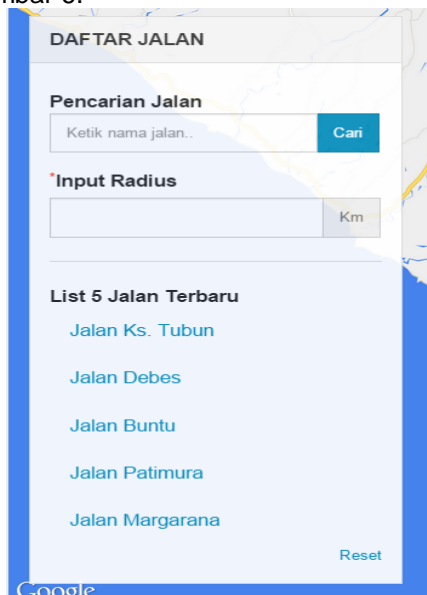 DAFTAR JALAN
Pencarian Jalan
Ketik nama jalan..
Cari
*Input Radius
Km
List 5 Jalan Terbaru
Jalan Ks. Tubun
Jalan Debes
Jalan Buntu
Jalan Patimura
Jalan Margarana
Reset
Google